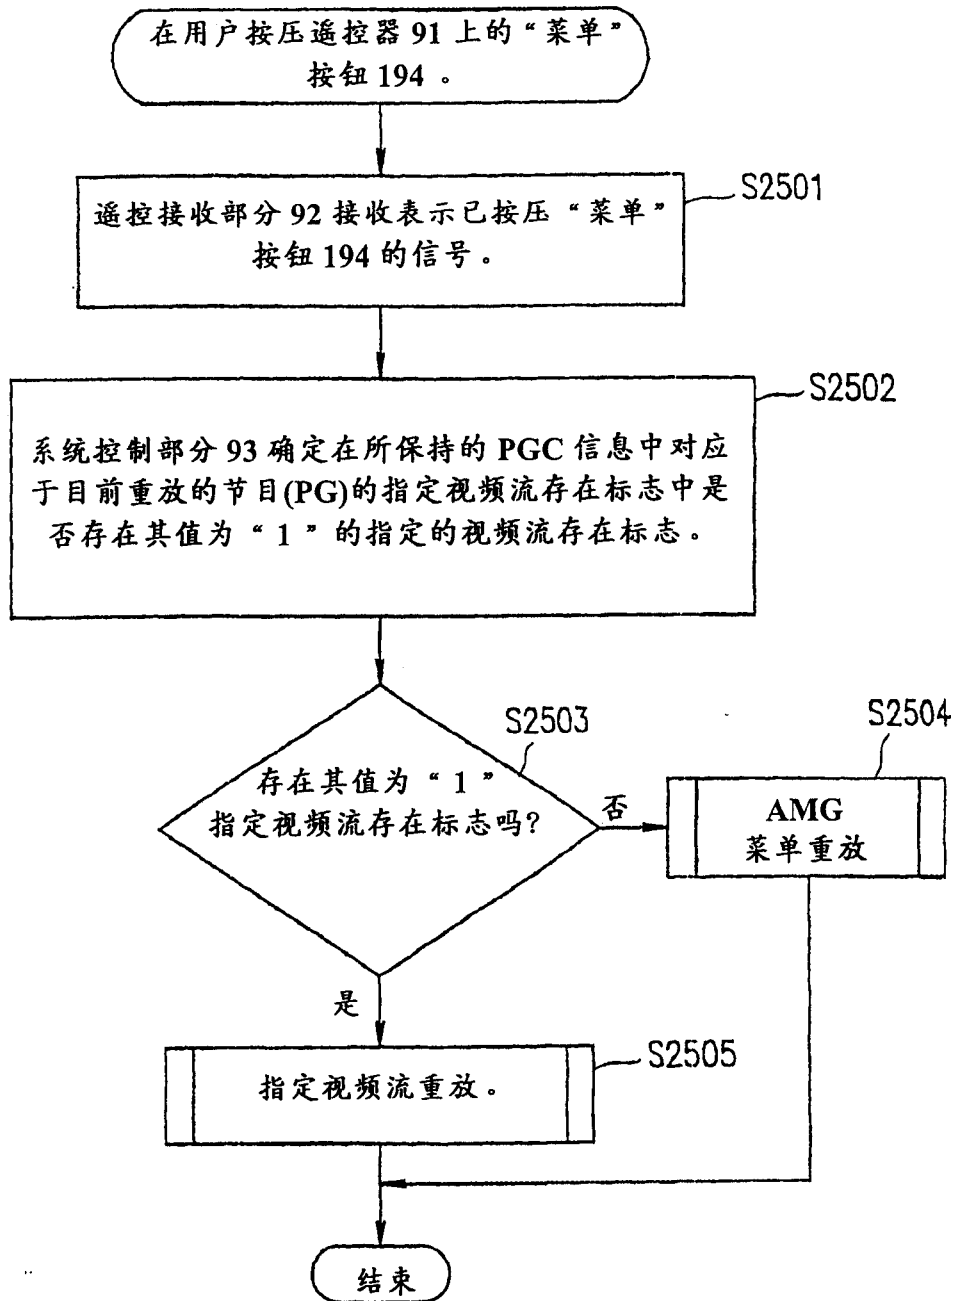 在用户按压遥控器 91 上的“菜单”
按钮 194 。
S2501
遥控接收部分 92 接收表示已按压“菜单”
按钮 194 的信号。
S2502
系统控制部分 93 确定在所保持的 PGC 信息中对应
于目前重放的节目(PG)的指定视频流存在标志中是
否存在其值为“1”的指定的视频流存在标志。
S2503
存在其值为“1”
指定视频流存在标志吗?
否
S2504
AMG
菜单重放
是
S2505
指定视频流重放。
结束